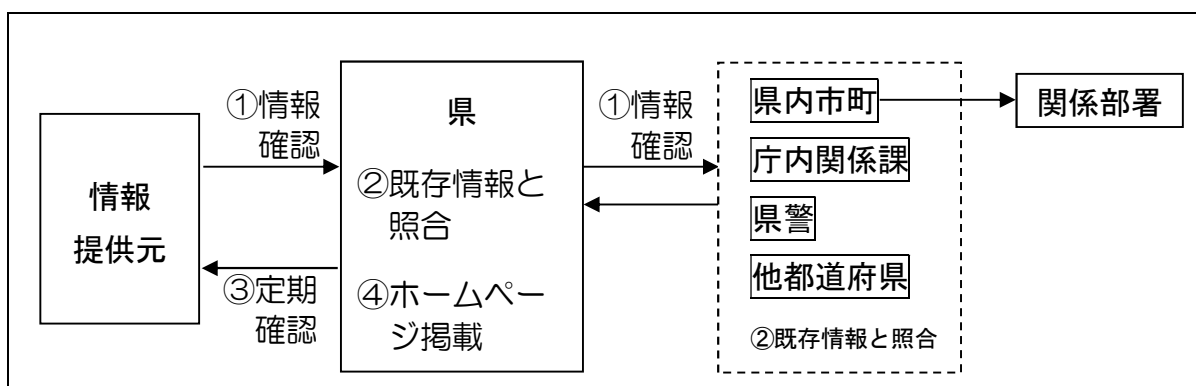 情報
提供元
①情報
確認
③定期
確認
県
②既存情報と
照合
④ホームペー
ジ掲載
①情報
確認
県内市町
庁内関係課
県警
他都道府県
②既存情報と照合
関係部署